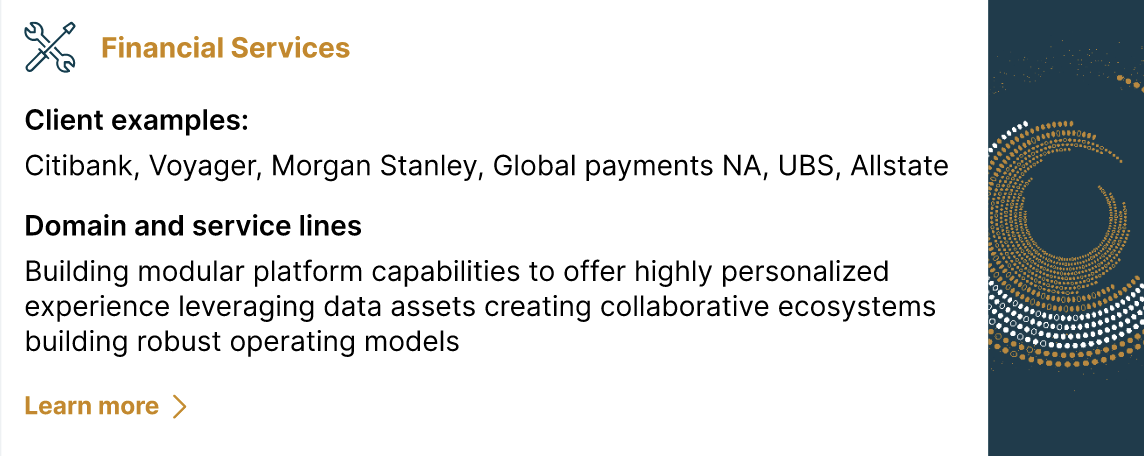 Financial Services
Client examples:
Citibank, Voyager, Morgan Stanley, Global payments NA, UBS, Allstate
Domain and service lines
Building modular platform capabilities to offer highly personalized
experience leveraging data assets creating collaborative ecosystems
building robust operating models
Learn more